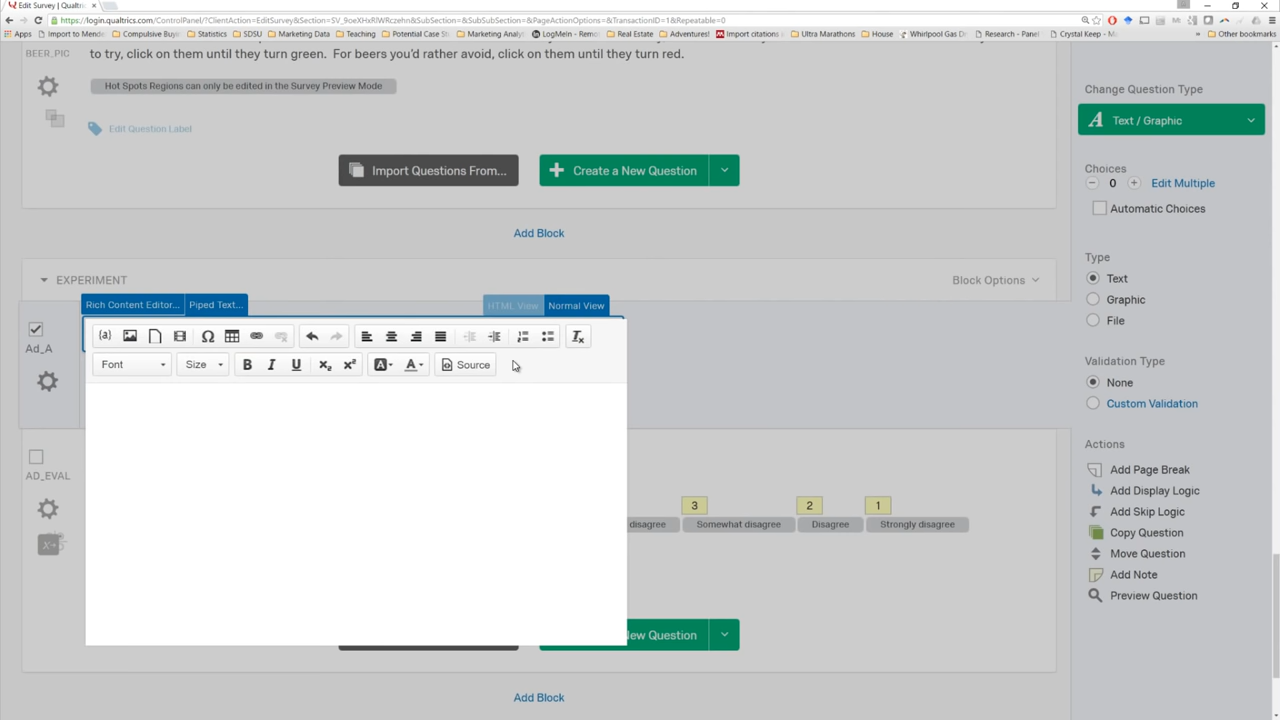 Edit Survey | Qualtri
https://login.qualtrics.com/ControlPanel/?ClientAction=EditSurvey&Section=SV_9oeXHxRlWRczehn&SubSection=&SubSubSection=&PageActionOptions=&TransactionID=1&Repeatable=0
Apps
Import to Mende
Compulsive Buyi
Statistics
SDSU
Marketing Data
Teaching
Potential Case St
Marketing Analy
LogMeIn - Remo
Real Estate
Adventures!
Import citations
Ultra Marathons
House
Whirlpool Gas D
Research - Panel
Crystal Keep - M
Other bookmarks
BEER_PIC
to try, click on them until they turn green. For beers you'd rather avoid, click on them until they turn red.
Hot Spots Regions can only be edited in the Survey Preview Mode
Edit Question Label
Import Questions From...
Create a New Question
Add Block
EXPERIMENT
Block Options
Rich Content Editor...
Piped Text...
HTML View
Normal View
Ad_A
Font
Size
Source
AD_EVAL
3
2
1
disagree
Somewhat disagree
Disagree
Strongly disagree
New Question
Add Block
Change Question Type
Text / Graphic
Choices
0
Edit Multiple
Automatic Choices
Type
Text
Graphic
File
Validation Type
None
Custom Validation
Actions
Add Page Break
Add Display Logic
Add Skip Logic
Copy Question
Move Question
Add Note
Preview Question